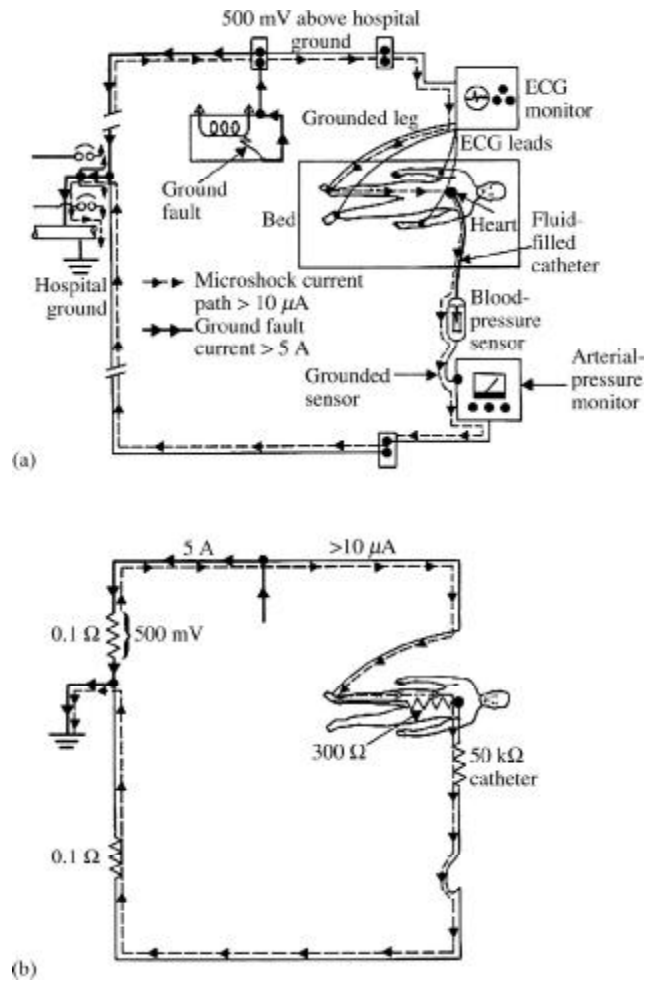 500 mV above hospital
ground
ECG
monitor
Grounded leg
ECG leads
Ground
fault
Bed
Heart
Fluid-
filled
catheter
Hospital
ground
Microshock current
path > 10 μA
Ground fault
current > 5 A
Blood-
pressure
sensor
Grounded
sensor
Arterial-
pressure
monitor
(a)
5 A
>10 μA
0.1 Ω
500 mV
300 Ω
50 kΩ
catheter
0.1 Ω
(b)